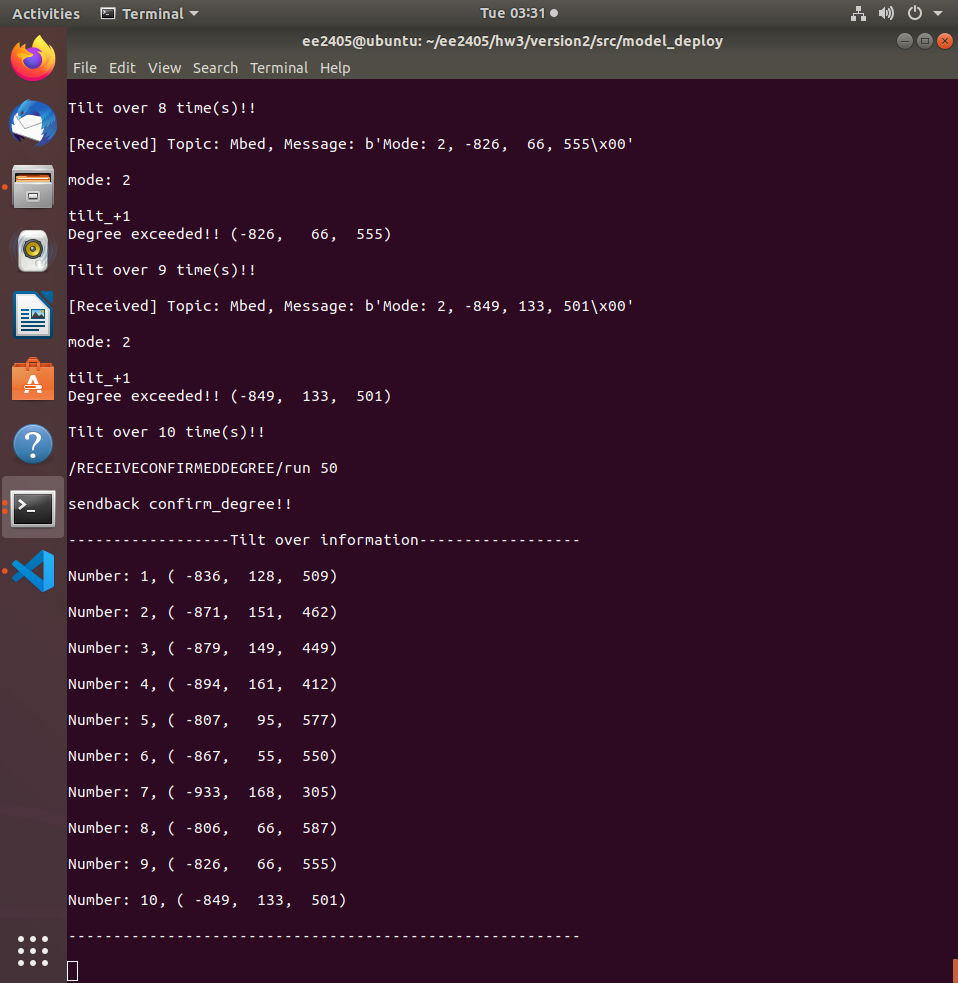 Activities Terminal Tue 03:31
ee2405@ubuntu: ~/ee2405/hw3/version2/src/model_deploy
File Edit View Search Terminal Help
Tilt over 8 time(s)!!
[Received] Topic: Mbed, Message: b'Mode: 2, -826,  66, 555\x00'
mode: 2
tilt_+1
Degree exceeded!! (-826,   66,  555)
Tilt over 9 time(s)!!
[Received] Topic: Mbed, Message: b'Mode: 2, -849, 133, 501\x00'
mode: 2
tilt_+1
Degree exceeded!! (-849,  133,  501)
Tilt over 10 time(s)!!
/RECEIVECONFIRMEDDEGREE/run 50
sendback confirm_degree!!
------------------Tilt over information------------------
Number: 1, ( -836,  128,  509)
Number: 2, ( -871,  151,  462)
Number: 3, ( -879,  149,  449)
Number: 4, ( -894,  161,  412)
Number: 5, ( -807,   95,  577)
Number: 6, ( -867,   55,  550)
Number: 7, ( -933,  168,  305)
Number: 8, ( -806,   66,  587)
Number: 9, ( -826,   66,  555)
Number: 10, ( -849,  133,  501)
---------------------------------------------------------